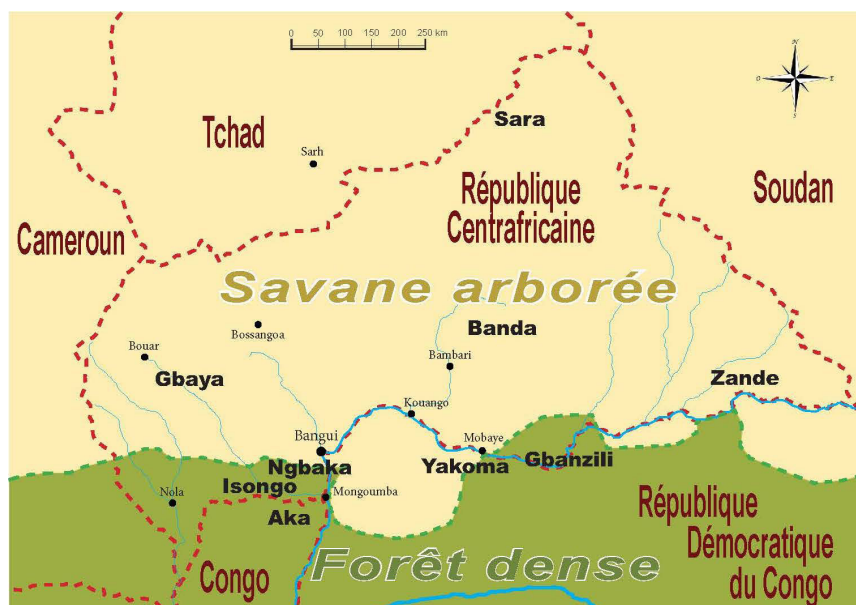 0 50 100 150 200 250 km
N
O E
S
Sara
Tchad
Sarh
République
Centrafricaine
Soudan
Cameroun
Savane arborée
Bossangoa
Banda
Bouar
Bambari
Gbaya
Zande
Kouango
Bangui
Mobaye
Ngbaka
Yakoma
Gbanzili
Isongo
Nola
Mongoumba
Aka
République
Démocratique
du Congo
Congo
Forêt dense